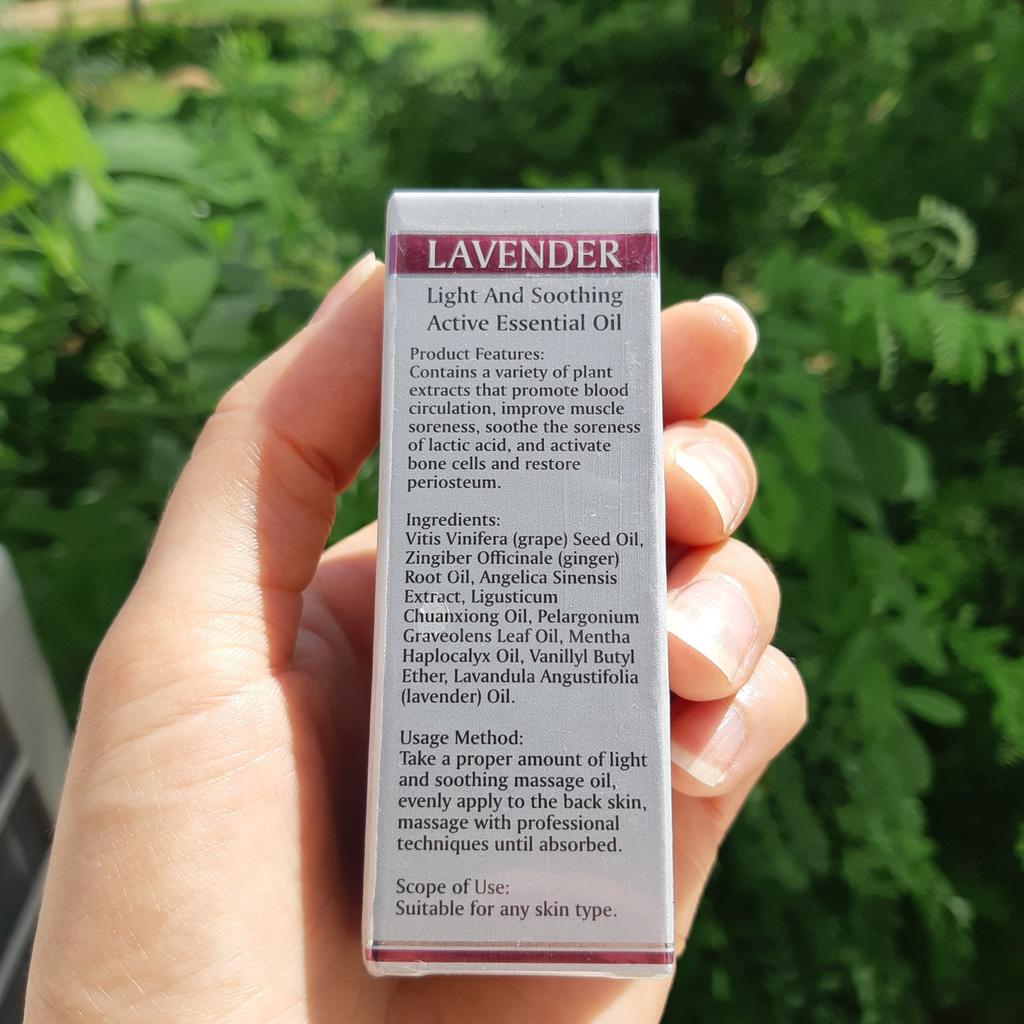 LAVENDER
Light And Soothing
Active Essential Oil
Product Features:
Contains a variety of plant
extracts that promote blood
circulation, improve muscle
soreness, soothe the soreness
of lactic acid, and activate
bone cells and restore
periosteum.
Ingredients:
Vitis Vinifera (grape) Seed Oil,
Zingiber Officinale (ginger)
Root Oil, Angelica Sinensis
Extract, Ligusticum
Chuanxiong Oil, Pelargonium
Graveolens Leaf Oil, Mentha
Haplocalyx Oil, Vanillyl Butyl
Ether, Lavandula Angustifolia
(lavender) Oil.
Usage Method:
Take a proper amount of light
and soothing massage oil,
evenly apply to the back skin,
massage with professional
techniques until absorbed.
Scope of Use:
Suitable for any skin type.